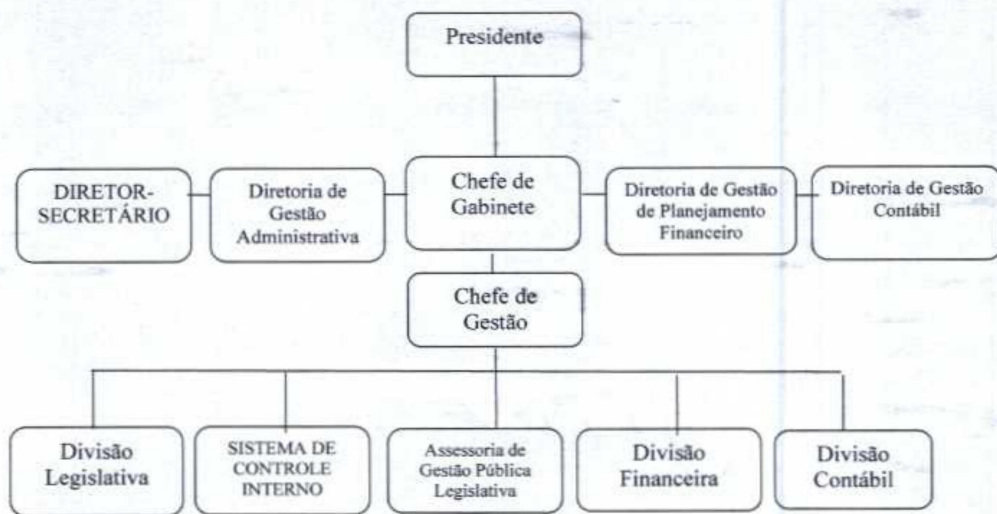 Presidente
DIRETOR-
SECRETÁRIO
Diretoria de
Gestão
Administrativa
Chefe de
Gabinete
Diretoria de Gestão
de Planejamento
Financeiro
Diretoria de Gestão
Contábil
Chefe de
Gestão
Divisão
Legislativa
SISTEMA DE
CONTROLE
INTERNO
Assessoria de
Gestão Pública
Legislativa
Divisão
Financeira
Divisão
Contábil